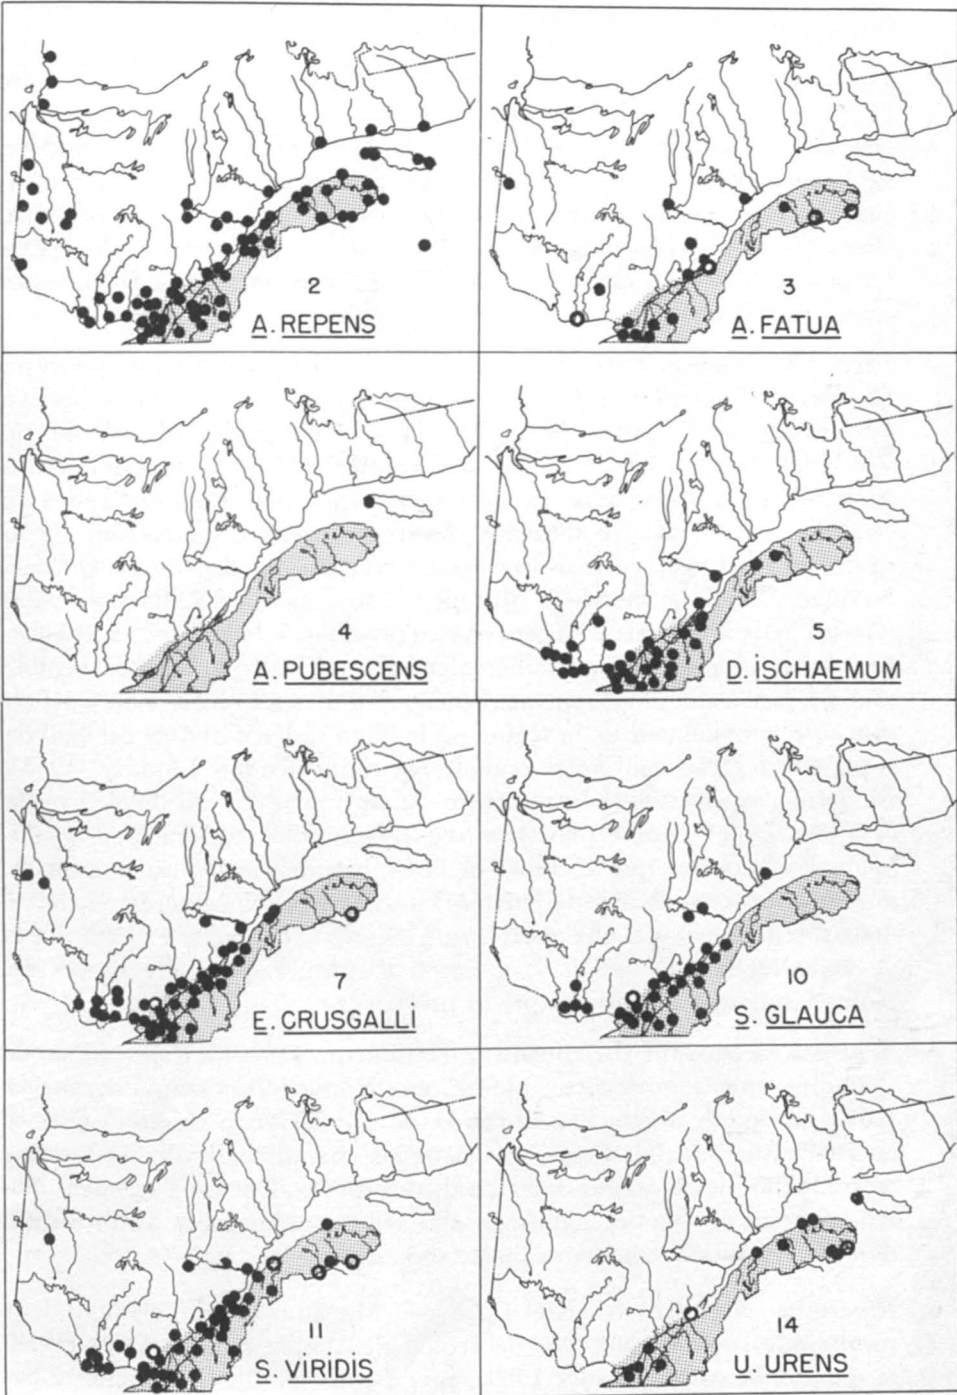 2
A. REPENS
3
A. FATUA
4
A. PUBESCENS
5
D. ISCHAEMUM
7
E. CRUSGALLI
10
S. GLAUCA
11
S. VIRIDIS
14
U. URENS